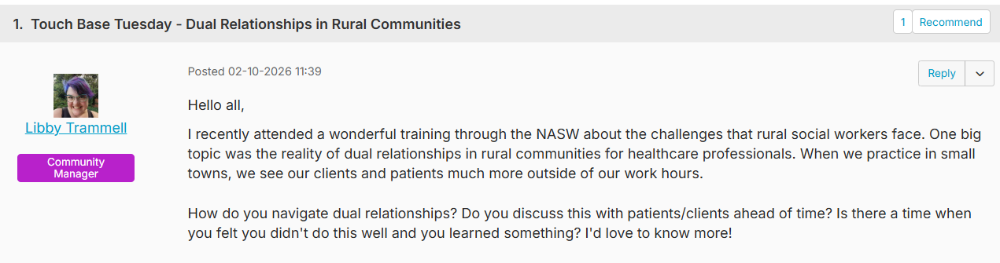 1. Touch Base Tuesday - Dual Relationships in Rural Communities
1 Recommend
Posted 02-10-2026 11:39
Reply
Libby Trammell
Community
Manager
Hello all,
I recently attended a wonderful training through the NASW about the challenges that rural social workers face. One big
topic was the reality of dual relationships in rural communities for healthcare professionals. When we practice in small
towns, we see our clients and patients much more outside of our work hours.
How do you navigate dual relationships? Do you discuss this with patients/clients ahead of time? Is there a time when
you felt you didn't do this well and you learned something? I'd love to know more!